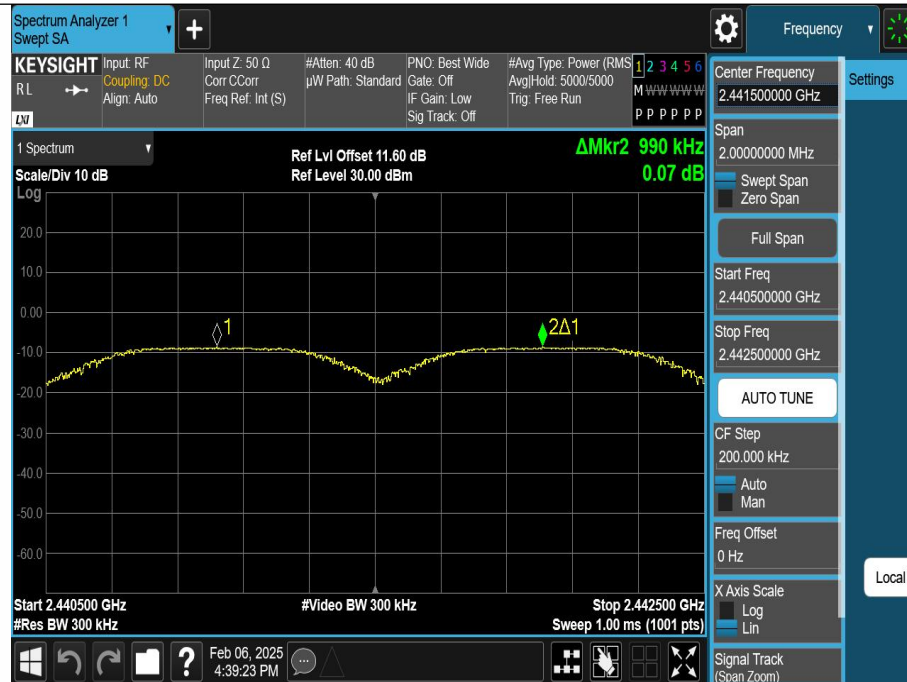 Spectrum Analyzer 1
Swept SA
+
Frequency
KEYSIGHT
R L
LXI
Input: RF
Coupling: DC
Align: Auto
Input Z: 50 Ω
Corr CCorr
Freq Ref: Int (S)
#Atten: 40 dB
µW Path: Standard
PNO: Best Wide
Gate: Off
IF Gain: Low
Sig Track: Off
#Avg Type: Power (RMS
Avg|Hold: 5000/5000
Trig: Free Run
1 2 3 4 5 6
M W W W W W
P P P P P P
1 Spectrum
Scale/Div 10 dB
Log
Ref Lvl Offset 11.60 dB
Ref Level 30.00 dBm
ΔMkr2 990 kHz
0.07 dB
20.0
10.0
0.00
-10.0
-20.0
-30.0
-40.0
-50.0
-60.0
1
2Δ1
Start 2.440500 GHz
#Res BW 300 kHz
#Video BW 300 kHz
Stop 2.442500 GHz
Sweep 1.00 ms (1001 pts)
?
Feb 06, 2025
4:39:23 PM
Center Frequency
2.441500000 GHz
Span
2.00000000 MHz
Swept Span
Zero Span
Full Span
Start Freq
2.440500000 GHz
Stop Freq
2.442500000 GHz
AUTO TUNE
CF Step
200.000 kHz
Auto
Man
Freq Offset
0 Hz
X Axis Scale
Log
Lin
Signal Track
(Span Zoom)
Settings
Local